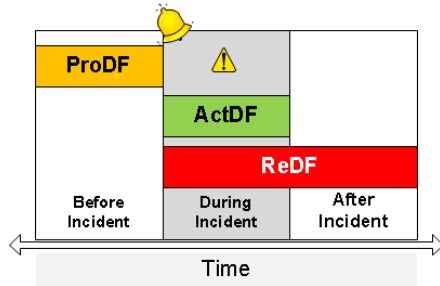 ProDF
ActDF
ReDF
Before
Incident
During
Incident
After
Incident
Time